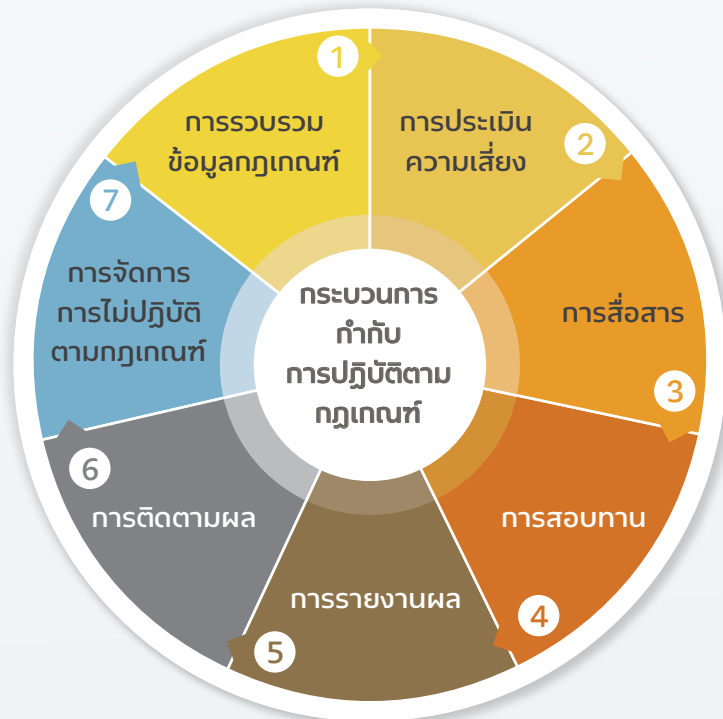 กระบวนการ
กำกับ
การปฏิบัติตาม
กฎเกณฑ์
1
การรวบรวม
ข้อมูลกฎเกณฑ์
2
การประเมิน
ความเสี่ยง
3
การสื่อสาร
4
การสอบทาน
5
การรายงานผล
6
การติดตามผล
7
การจัดการ
การไม่ปฏิบัติ
ตามกฎเกณฑ์